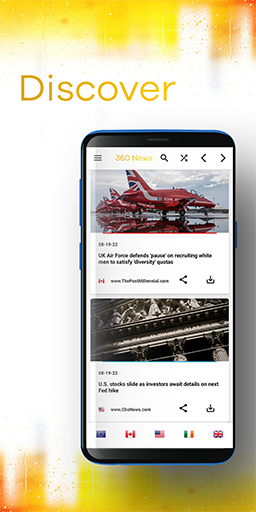 Discover
360 News
08-19-22
UK Air Force defends 'pause' on recruiting white
men to satisfy 'diversity' quotas
www.ThePostMillennial.com
08-19-22
U.S. stocks slide as investors await details on next
Fed hike
www.CbsNews.com